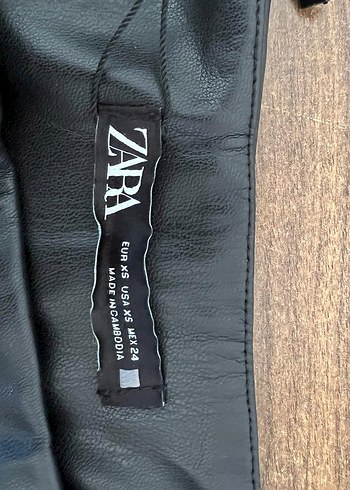 ZARA
EUR XS USA XS MEX 24
MADE IN CAMBODIA